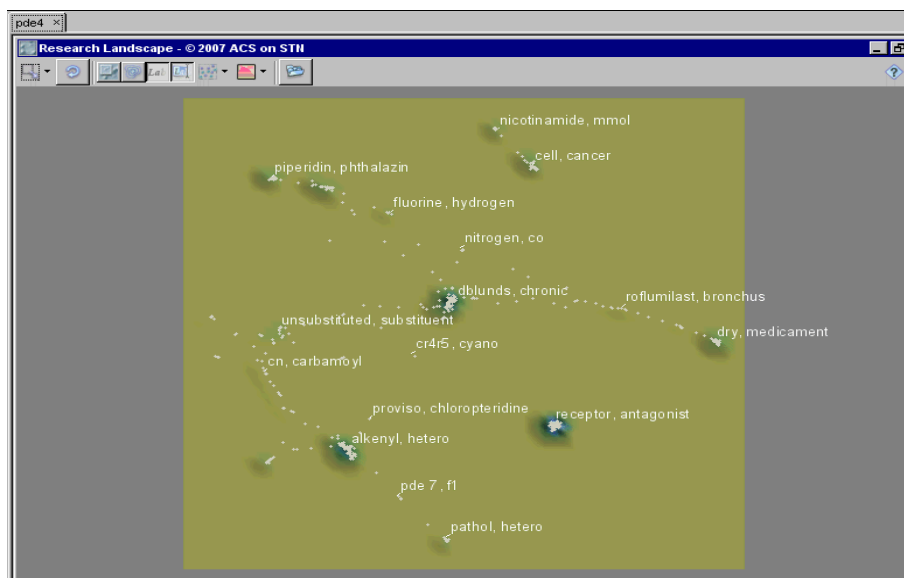 pde4
Research Landscape - © 2007 ACS on STN
Lab
nicotinamide, mmol
cell, cancer
piperidin, phthalazin
fluorine, hydrogen
nitrogen, co
dblunds, chronic
roflumilast, bronchus
unsubstituted, substituent
dry, medicament
cr4r5, cyano
cn, carbamoyl
proviso, chloropteridine
receptor, antagonist
alkenyl, hetero
pde 7, f1
pathol, hetero